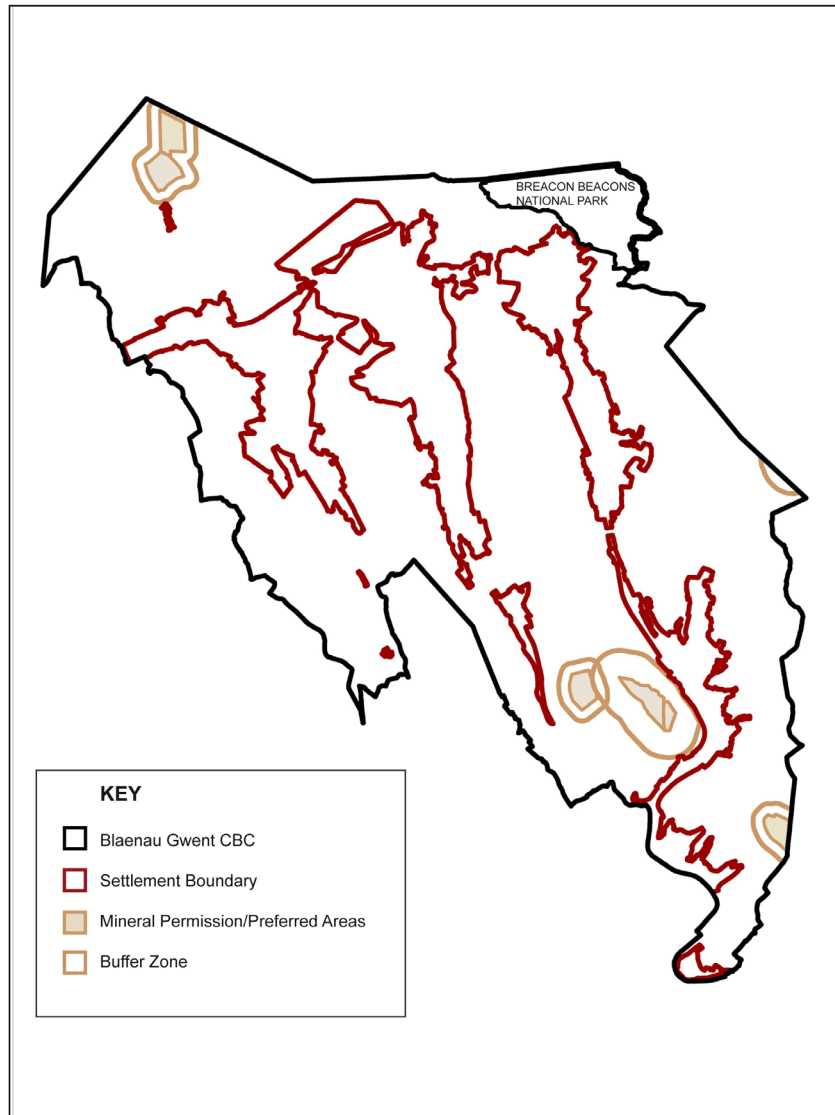 BREACON BEACONS
NATIONAL PARK
KEY
Blaenau Gwent CBC
Settlement Boundary
Mineral Permission/Preferred Areas
Buffer Zone